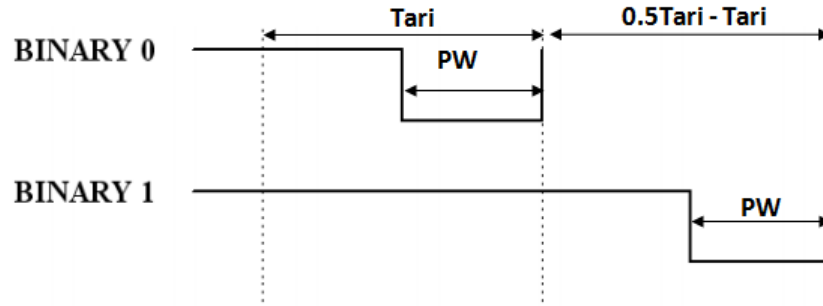 Tari 0.5Tari - Tari
BINARY 0
PW
BINARY 1
PW